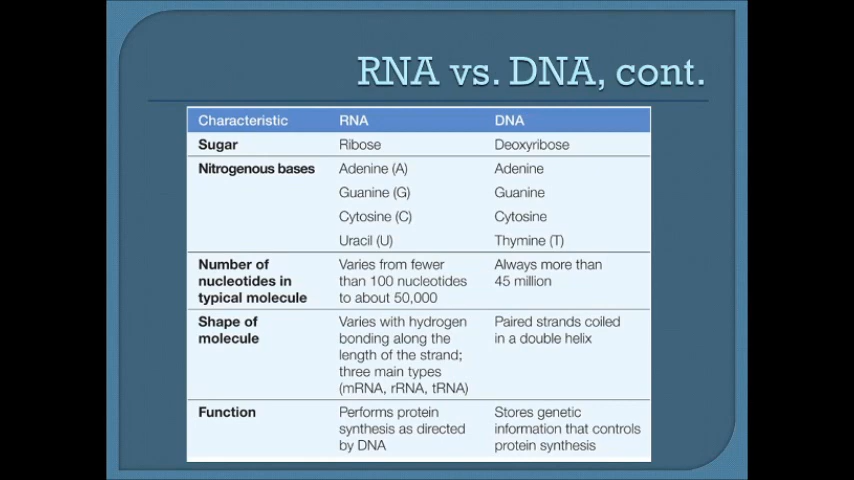 RNA vs. DNA, cont.
Characteristic RNA DNA
Sugar Ribose Deoxyribose
Nitrogenous bases Adenine (A) Adenine
Guanine (G) Guanine
Cytosine (C) Cytosine
Uracil (U) Thymine (T)
Number of Varies from fewer Always more than
nucleotides in than 100 nucleotides 45 million
typical molecule to about 50,000
Shape of Varies with hydrogen Paired strands coiled
molecule bonding along the in a double helix
length of the strand;
three main types
(mRNA, rRNA, tRNA)
Function Performs protein Stores genetic
synthesis as directed information that controls
by DNA protein synthesis